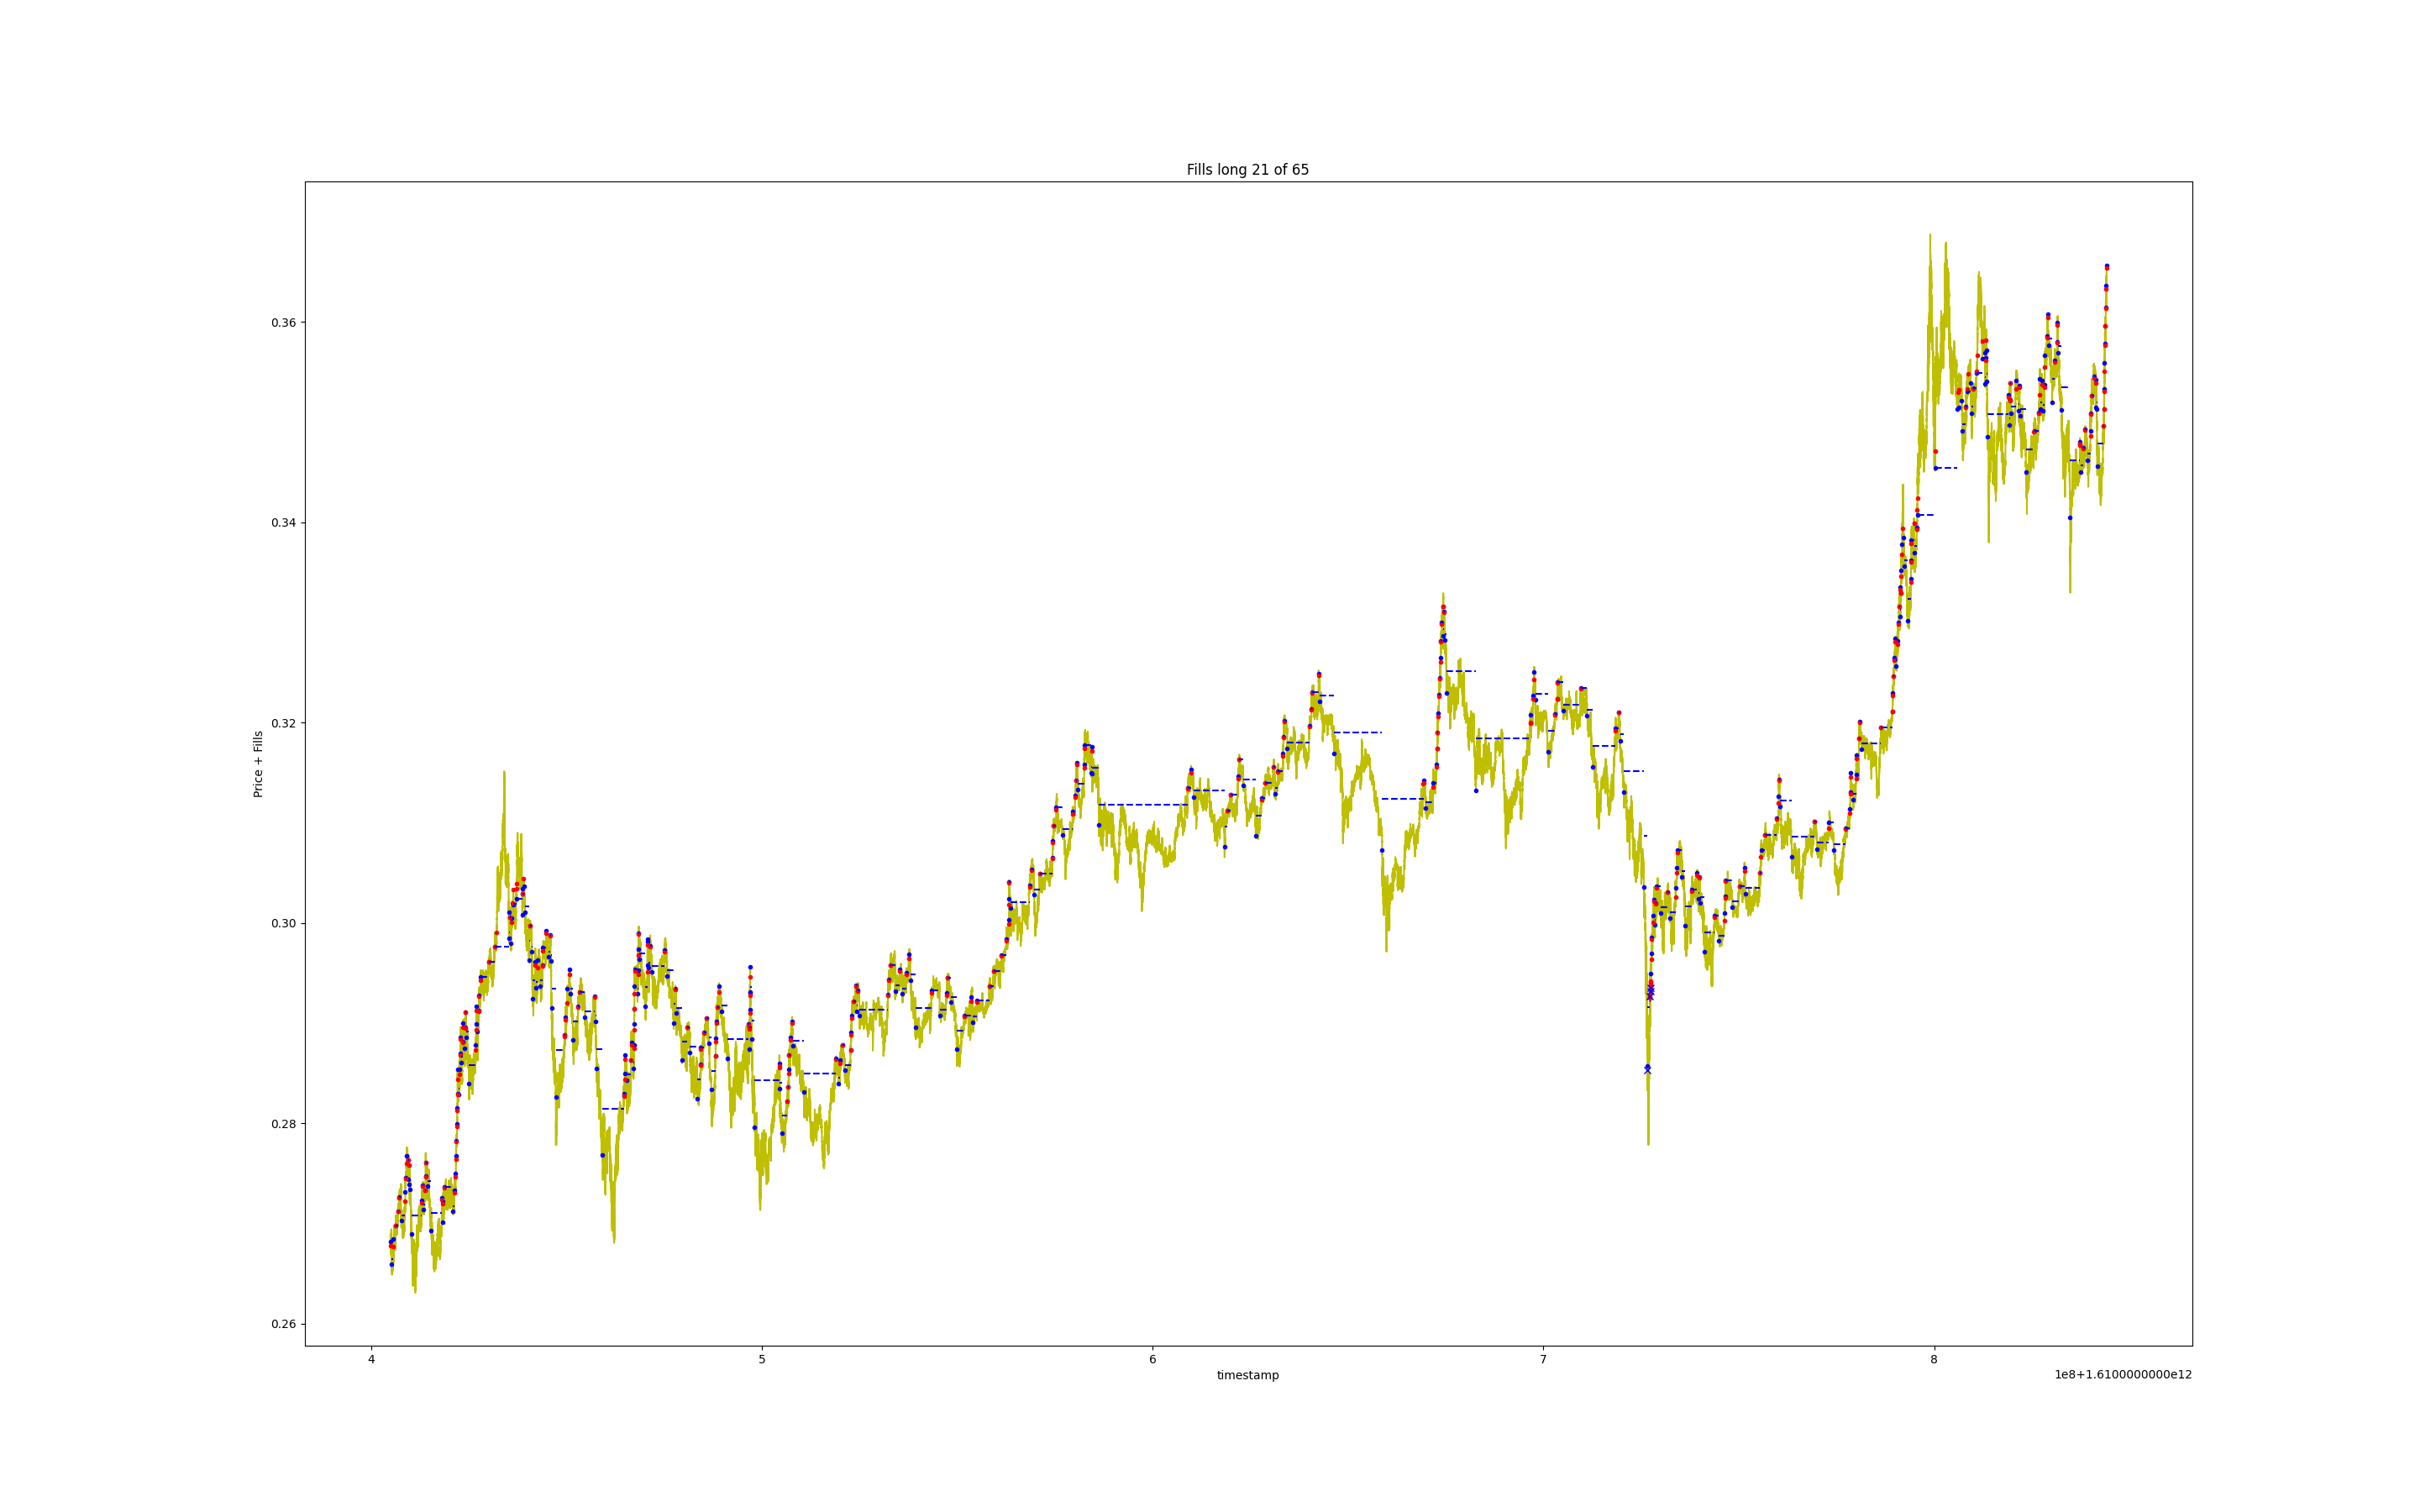 Fills long 21 of 65
Price + Fills
0.36
0.34
0.32
0.30
0.28
0.26
4
5
6
7
8
timestamp
1e8+1.6100000000e12